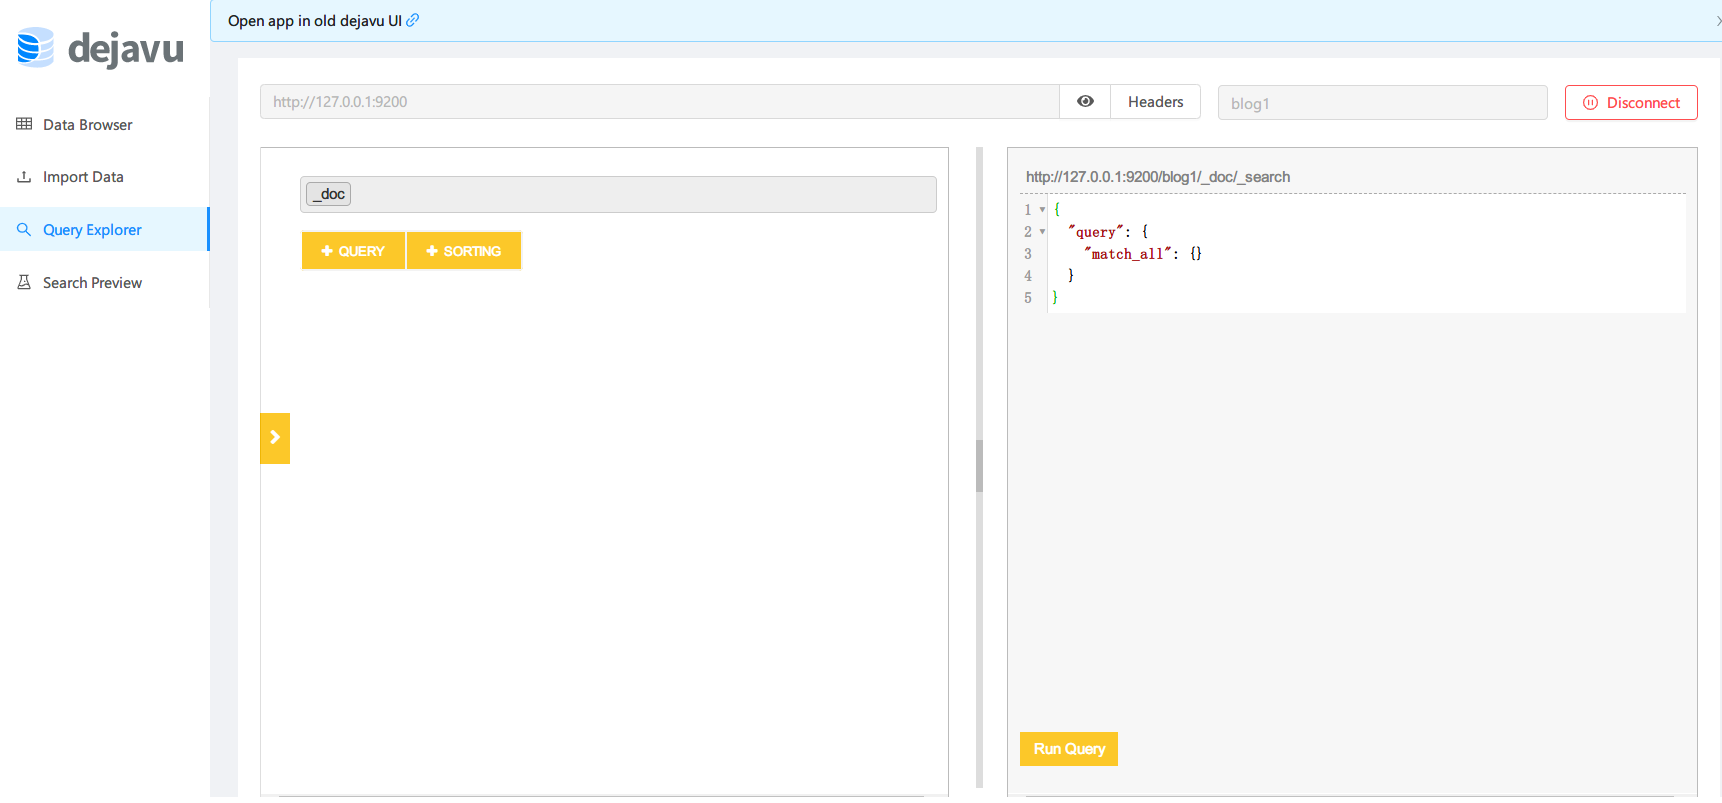 Open app in old dejavu UI
dejavu
Data Browser
Import Data
Query Explorer
Search Preview
http://127.0.0.1:9200
Headers
blog1
Disconnect
_doc
QUERY
SORTING
http://127.0.0.1:9200/blog1/_doc/_search
1 {
2 "query": {
3 "match_all": {}
4 }
5 }
Run Query